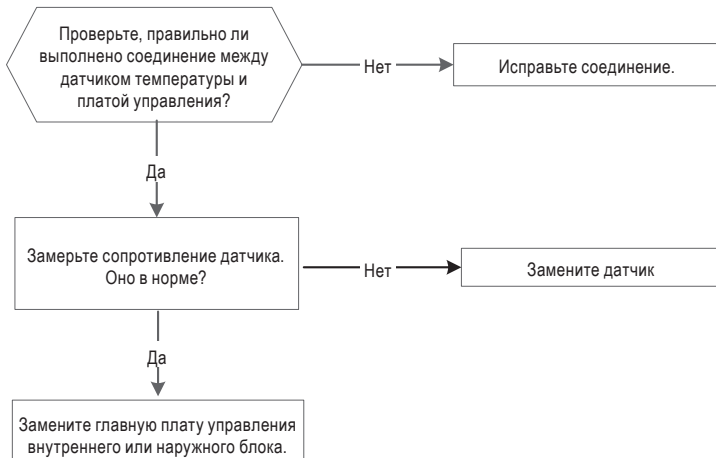 Проверьте, правильно ли
выполнено соединение между
датчиком температуры и
платой управления?
Нет
Исправьте соединение.
Да
Замерьте сопротивление датчика.
Оно в норме?
Нет
Замените датчик
Да
Замените главную плату управления
внутреннего или наружного блока.